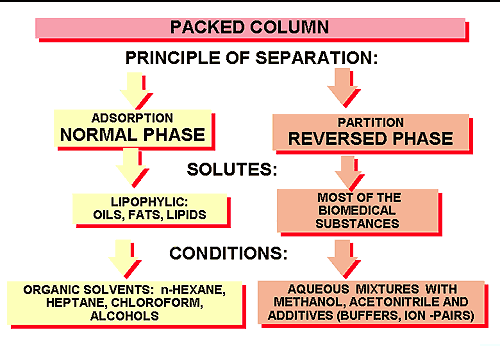 PACKED COLUMN
PRINCIPLE OF SEPARATION:
ADSORPTION
NORMAL PHASE
PARTITION
REVERSED PHASE
SOLUTES:
LIPOPHYLIC:
OILS, FATS, LIPIDS
MOST OF THE
BIOMEDICAL
SUBSTANCES
CONDITIONS:
ORGANIC SOLVENTS: n-HEXANE,
HEPTANE, CHLOROFORM,
ALCOHOLS
AQUEOUS MIXTURES WITH
METHANOL, ACETONITRILE AND
ADDITIVES (BUFFERS, ION -PAIRS)